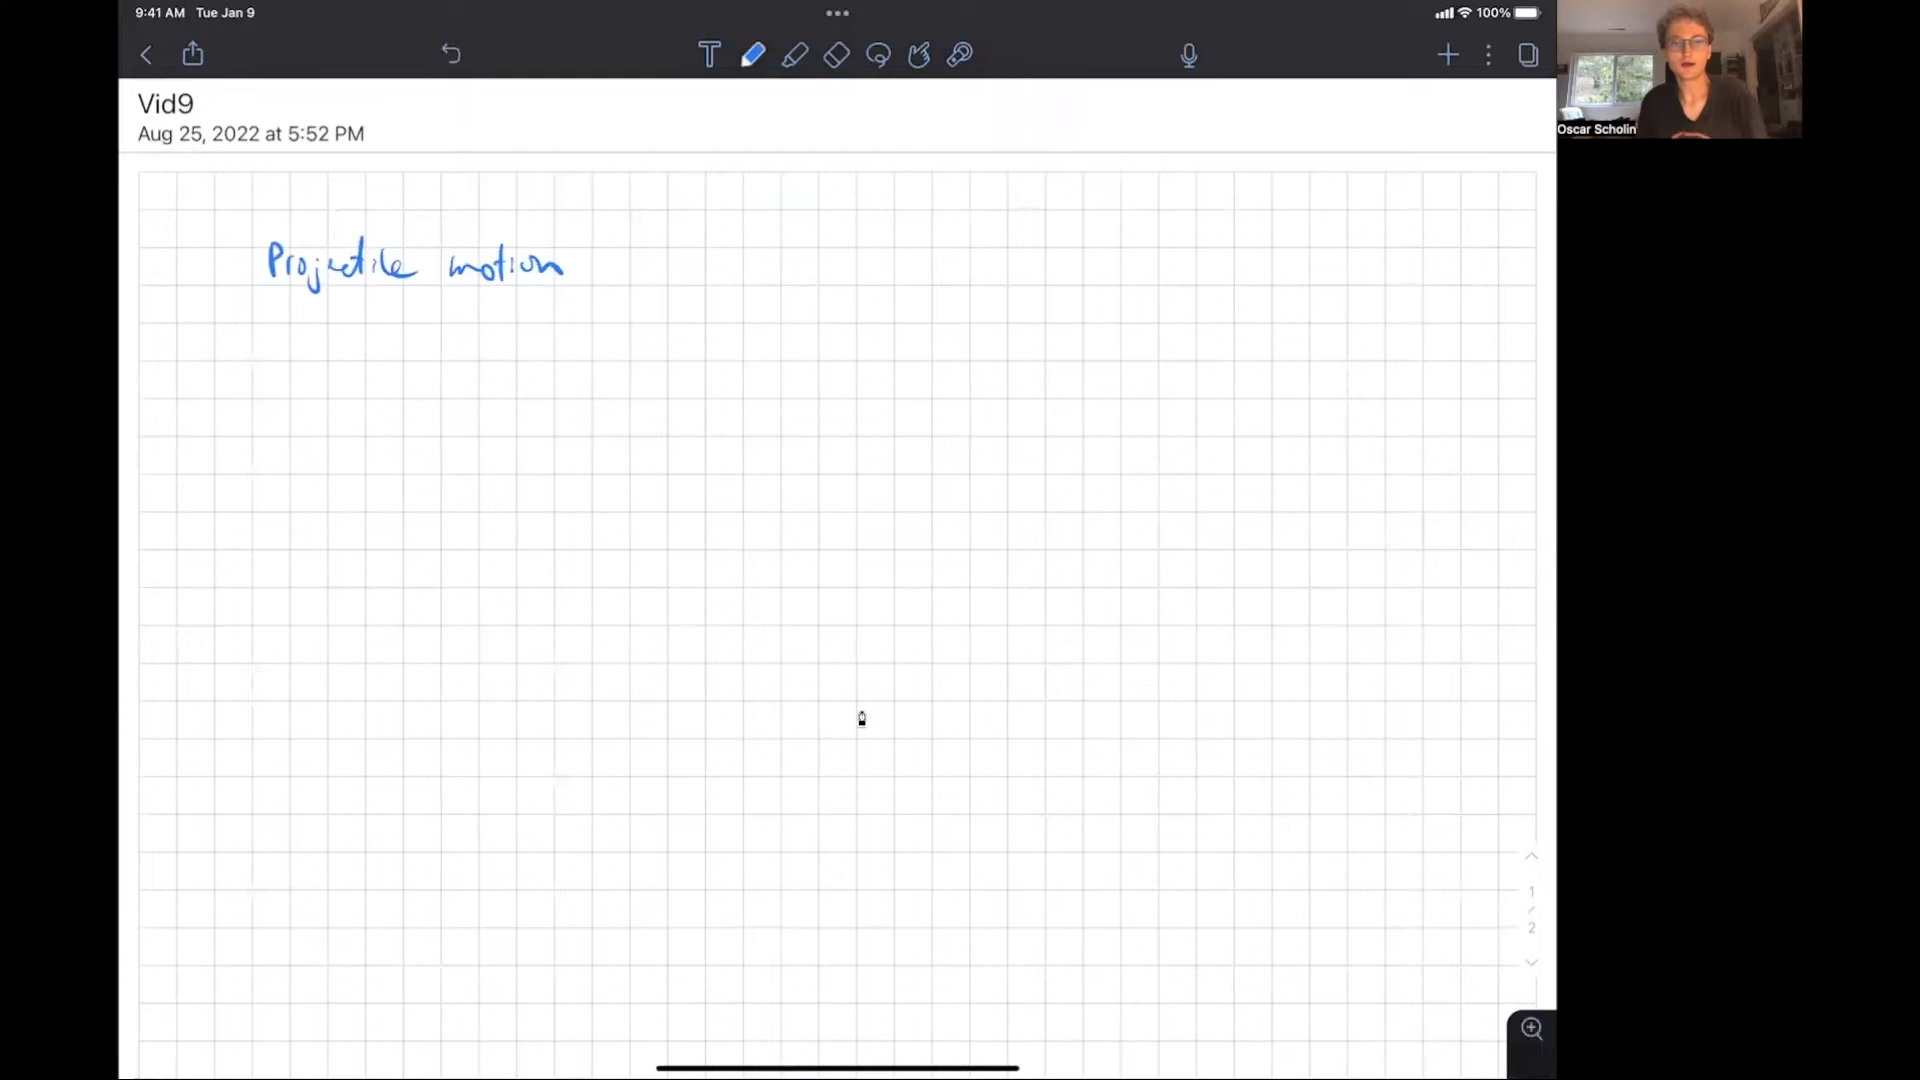 9:41 AM Tue Jan 9
100%
Oscar Scholin
Vid9
Aug 25, 2022 at 5:52 PM
Projectile motion
1
2